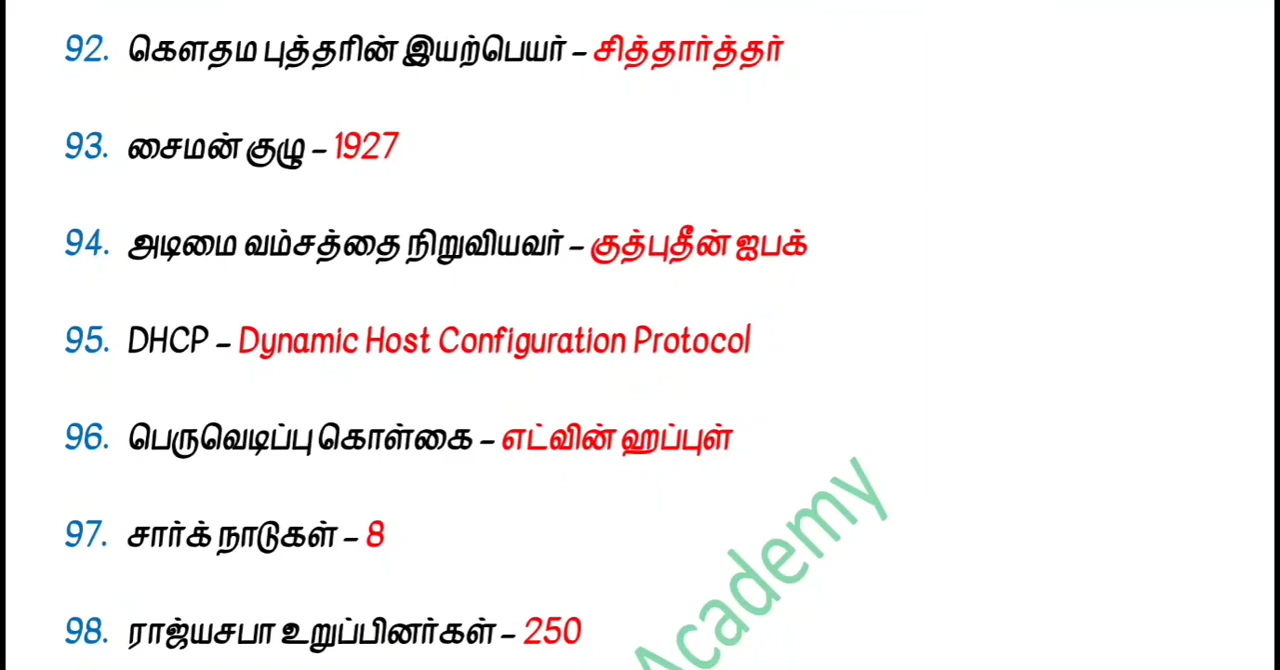 92. கௌதம புத்தரின் இயற்பெயர் – சித்தார்த்தர்
93. சைமன் குழு – 1927
94. அடிமை வம்சத்தை நிறுவியவர் – குத்புதீன் ஐபக்
95. DHCP – Dynamic Host Configuration Protocol
96. பெருவெடிப்பு கொள்கை – எட்வின் ஹப்புள்
97. சார்க் நாடுகள் – 8
98. ராஜ்யசபா உறுப்பினர்கள் – 250
Academy